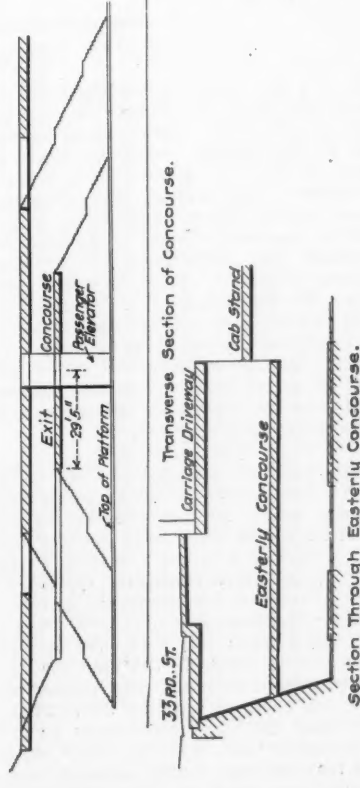 Exit
Concourse
29'5"
Passenger
Elevator
Top of Platform
Transverse Section of Concourse.
33 RD. ST.
Carriage Driveway
Cab Stand
Easterly Concourse
Section Through Easterly Concourse.